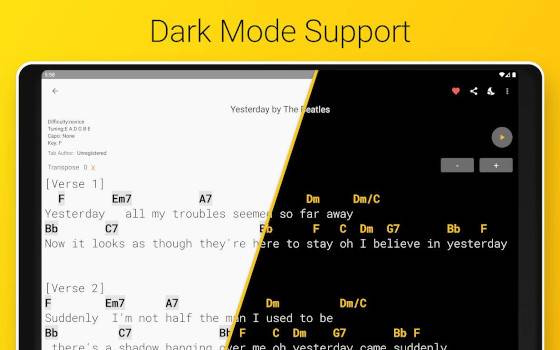 Dark Mode Support
5:50
Yesterday by The Beatles
Difficulty:novice
Tuning:E A D G B E
Capo: None
Key: F
Tab Author: Unregistered
Transpose 0 X
- +
[Verse 1]
F Em7 A7 Dm Dm/C
Yesterday all my troubles seemed so far away
Bb C7 Bb F C Dm G7 Bb F
Now it looks as though they're here to stay oh I believe in yesterday
[Verse 2]
F Em7 A7 Dm Dm/C
Suddenly I'm not half the man I used to be
Bb C7 Bb F C Dm G7 Bb F
there's a shadow hanging over me oh yesterday came suddenly